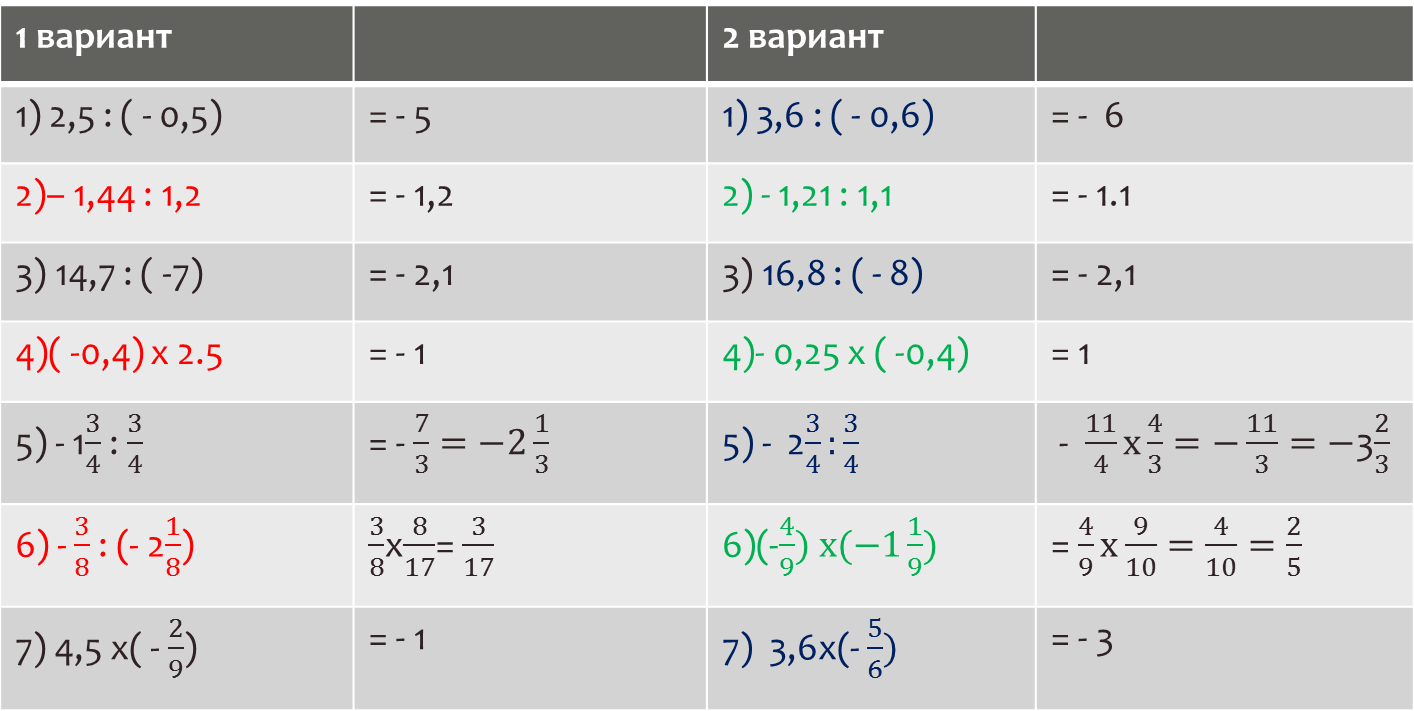 1 вариант 2 вариант
1) 2,5 : ( - 0,5) = - 5 1) 3,6 : ( - 0,6) = - 6
2)– 1,44 : 1,2 = - 1,2 2) - 1,21 : 1,1 = - 1.1
3) 14,7 : ( -7) = - 2,1 3) 16,8 : ( - 8) = - 2,1
4)( -0,4) x 2.5 = - 1 4)- 0,25 x ( -0,4) = 1
5) - 1 3/4 : 3/4 = - 7/3 = −2 1/3 5) - 2 3/4 : 3/4 - 11/4 x 4/3 = − 11/3 = −3 2/3
6) - 3/8 : (- 2 1/8) 3/8 x 8/17 = 3/17 6)(- 4/9) x(−1 1/9) = 4/9 x 9/10 = 4/10 = 2/5
7) 4,5 x( - 2/9) = - 1 7) 3,6x(- 5/6) = - 3